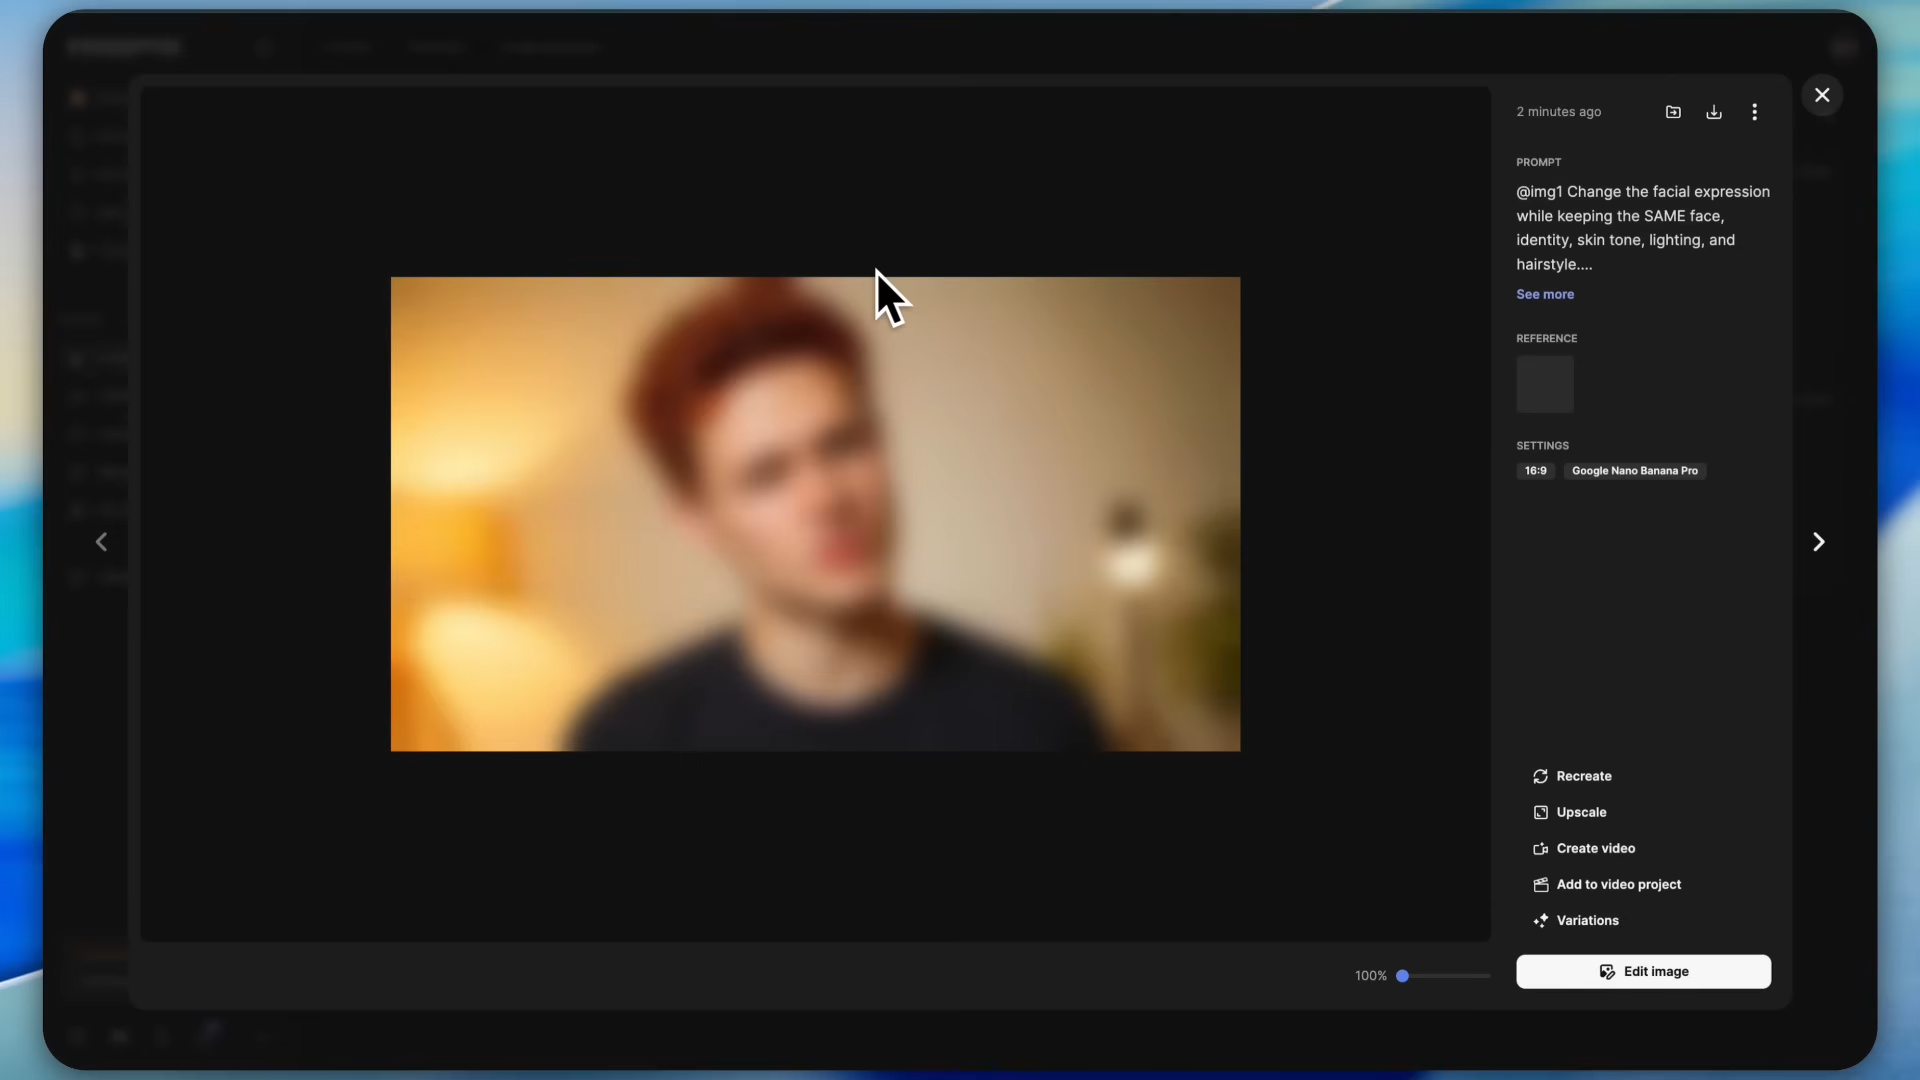 2 minutes ago
PROMPT
@img1 Change the facial expression
while keeping the SAME face,
identity, skin tone, lighting, and
hairstyle....
See more
REFERENCE
SETTINGS
16:9
Google Nano Banana Pro
Recreate
Upscale
Create video
Add to video project
Variations
100%
Edit image